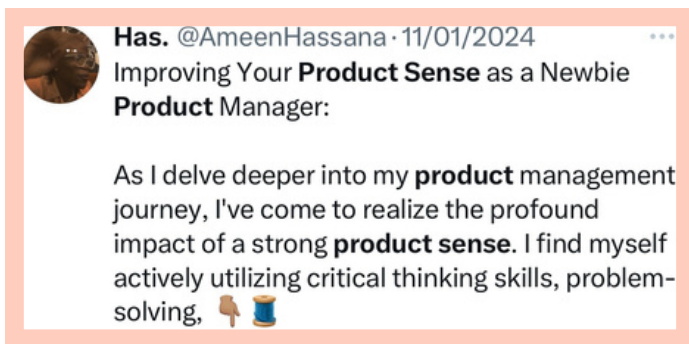 Has. @AmeenHassana · 11/01/2024
Improving Your Product Sense as a Newbie
Product Manager:
As I delve deeper into my product management
journey, I've come to realize the profound
impact of a strong product sense. I find myself
actively utilizing critical thinking skills, problem-
solving, 👇🏽🧵